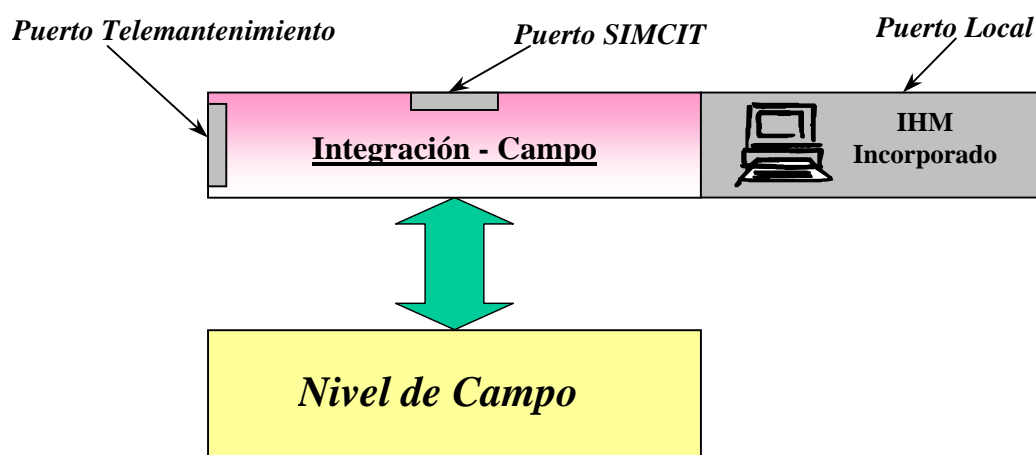 Puerto Telemantenimiento
Puerto SIMCIT
Puerto Local
Integración - Campo
IHM
Incorporado
Nivel de Campo